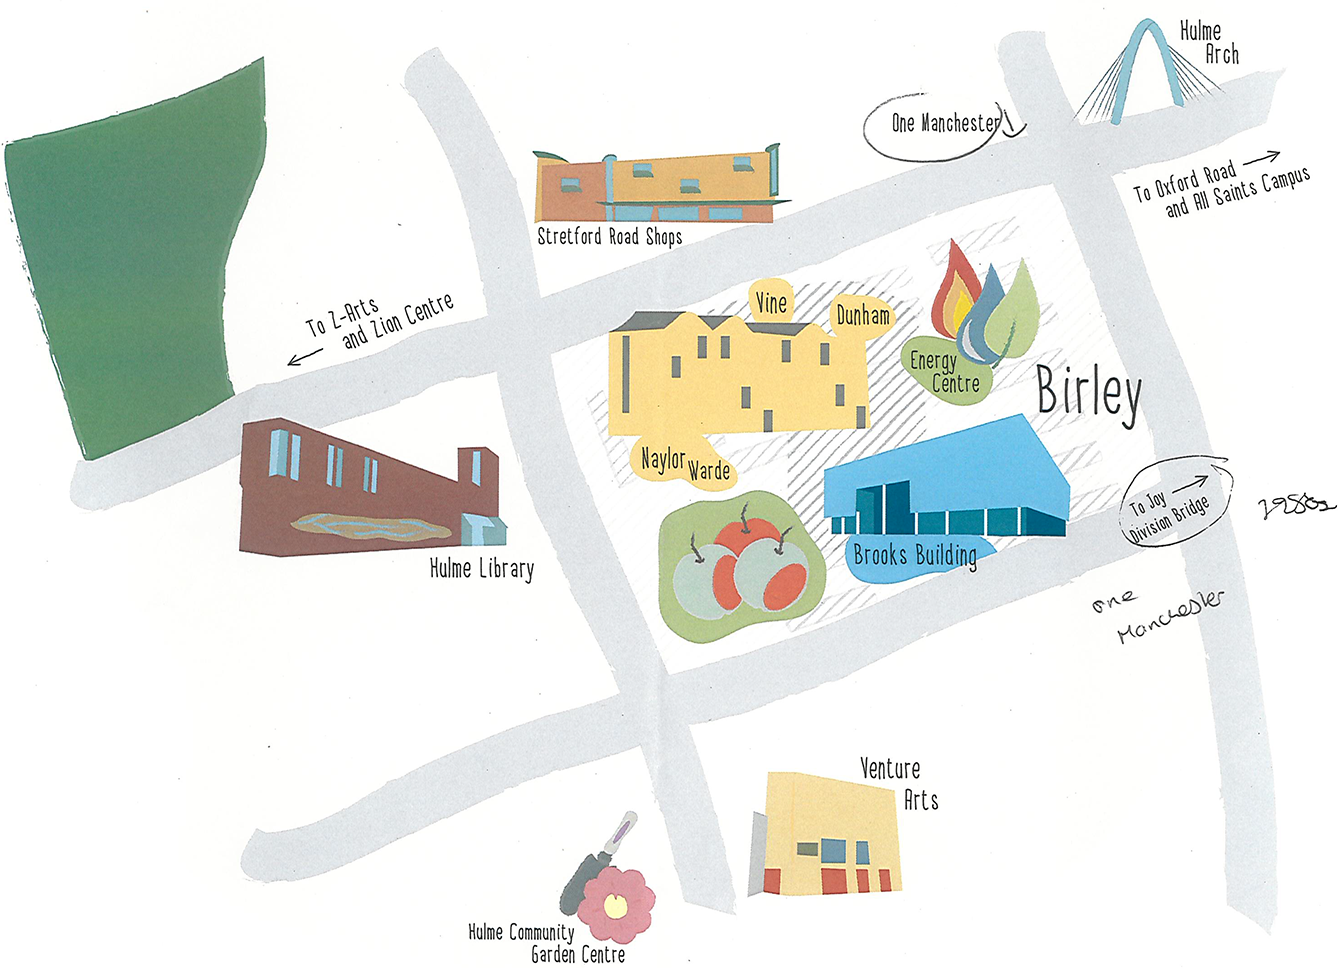 Hulme
Arch
One Manchester
To Oxford Road
and All Saints Campus
Stretford Road Shops
To Z-Arts
and Zion Centre
Vine
Dunham
Energy
Centre
Birley
Naylor
Warde
To Joy
Division Bridge
Brooks Building
Hulme Library
one
Manchester
Venture
Arts
Hulme Community
Garden Centre